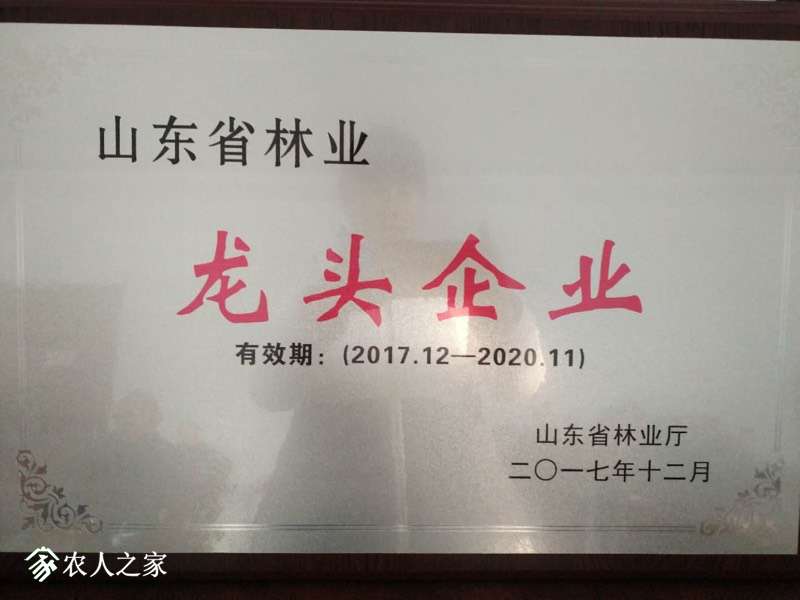 山东省林业
龙头企业
有效期：(2017.12—2020.11)
山东省林业厅
二〇一七年十二月
农人之家